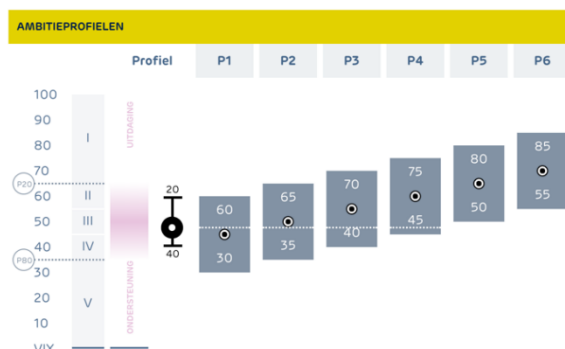 AMBITIEPROFIELEN
Profiel P1 P2 P3 P4 P5 P6
100
90
80 I UITDAGING 85
70 75 80
P20 20 70
60 II 60 65 55
50 III 50
40 IV 40 45
P80 40 35
30 30
20 V ONDERSTEUNING
10
VIX